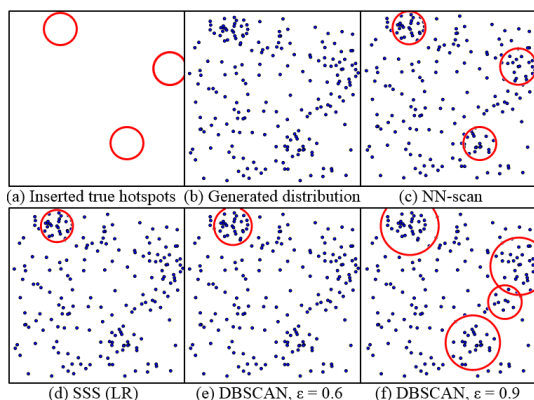 (a) Inserted true hotspots (b) Generated distribution (c) NN-scan
(d) SSS (LR) (e) DBSCAN, ε = 0.6 (f) DBSCAN, ε = 0.9